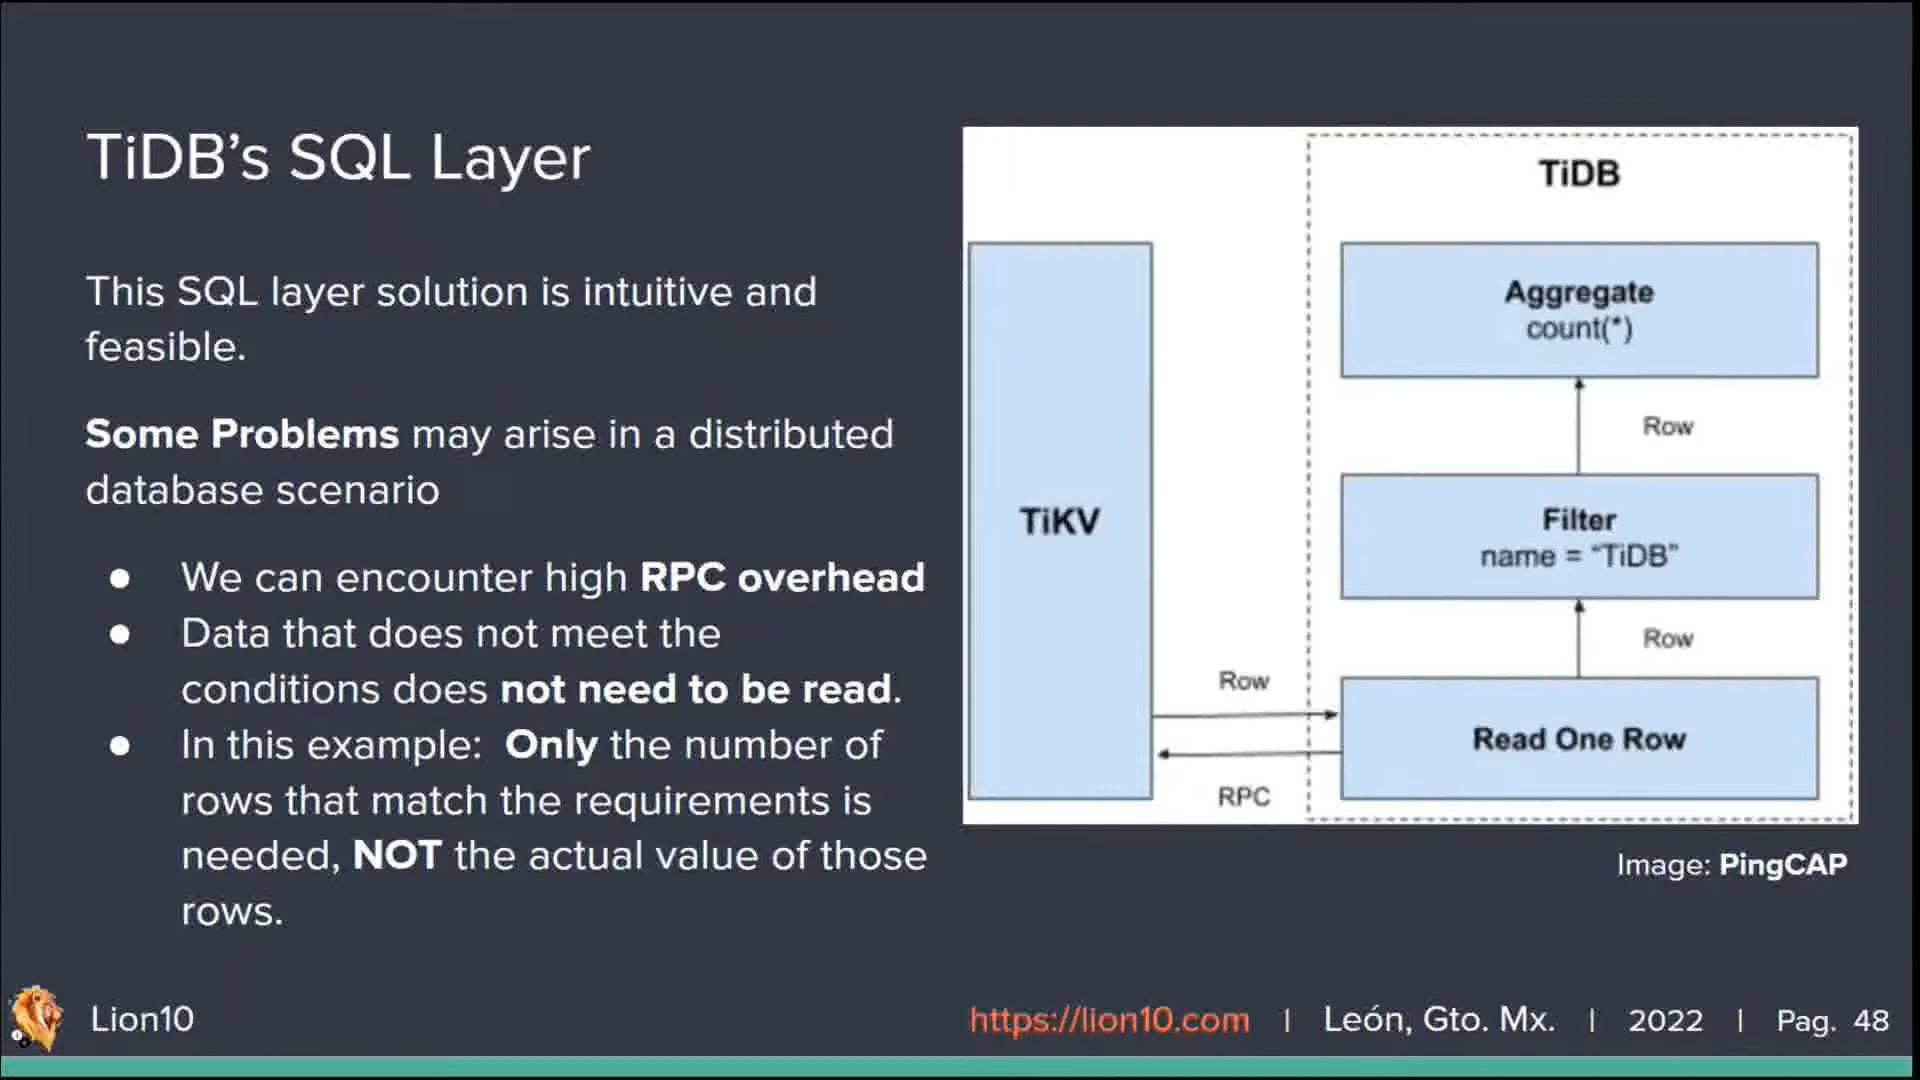 TiDB’s SQL Layer
This SQL layer solution is intuitive and
feasible.
Some Problems may arise in a distributed
database scenario
● We can encounter high RPC overhead
● Data that does not meet the
conditions does not need to be read.
● In this example: Only the number of
rows that match the requirements is
needed, NOT the actual value of those
rows.
TiDB
Aggregate
count(*)
Row
Filter
name = “TiDB”
Row
Read One Row
TiKV
Row
RPC
Image: PingCAP
Lion10
https://lion10.com | León, Gto. Mx. | 2022 | Pag. 48